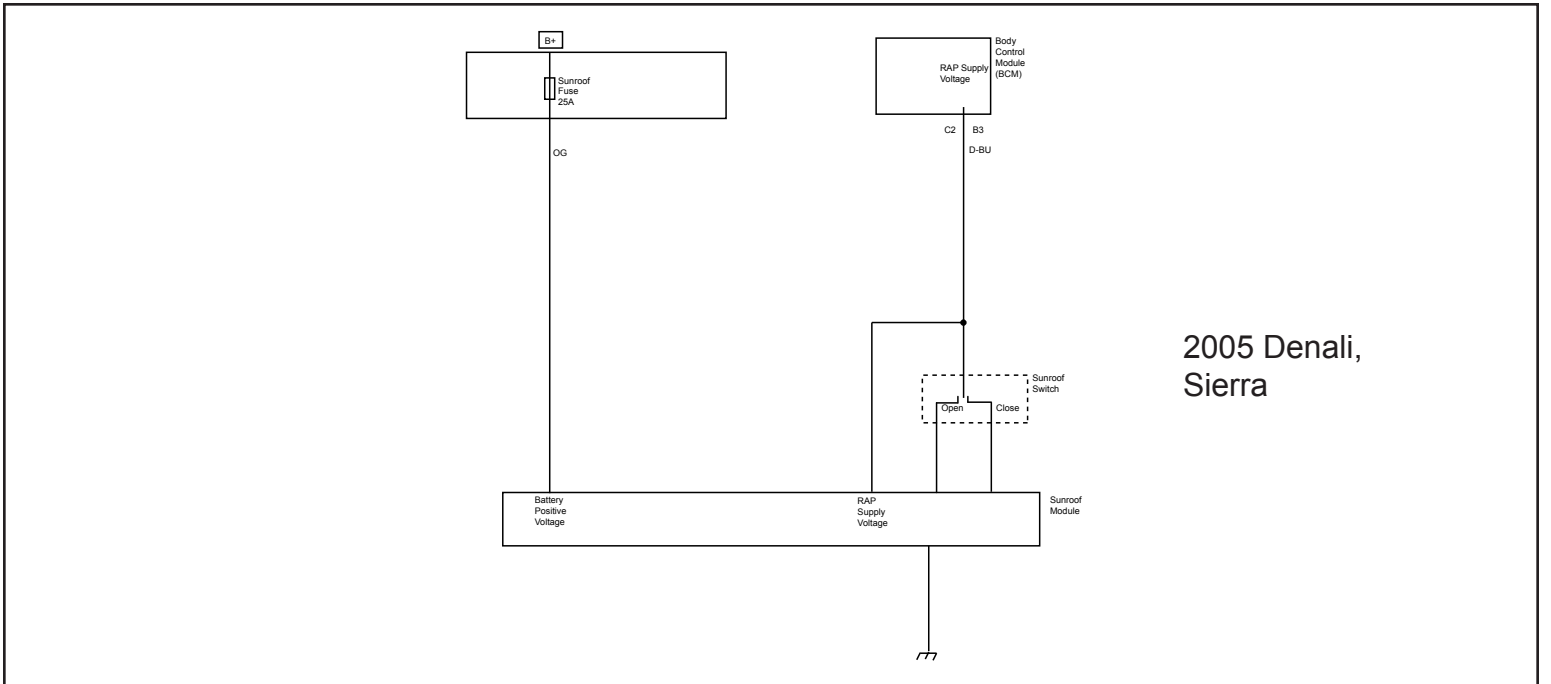 B+
Sunroof
Fuse
25A
OG
Body
Control
Module
(BCM)
RAP Supply
Voltage
C2
B3
D-BU
2005 Denali,
Sierra
Sunroof
Switch
Open
Close
Battery
Positive
Voltage
RAP
Supply
Voltage
Sunroof
Module